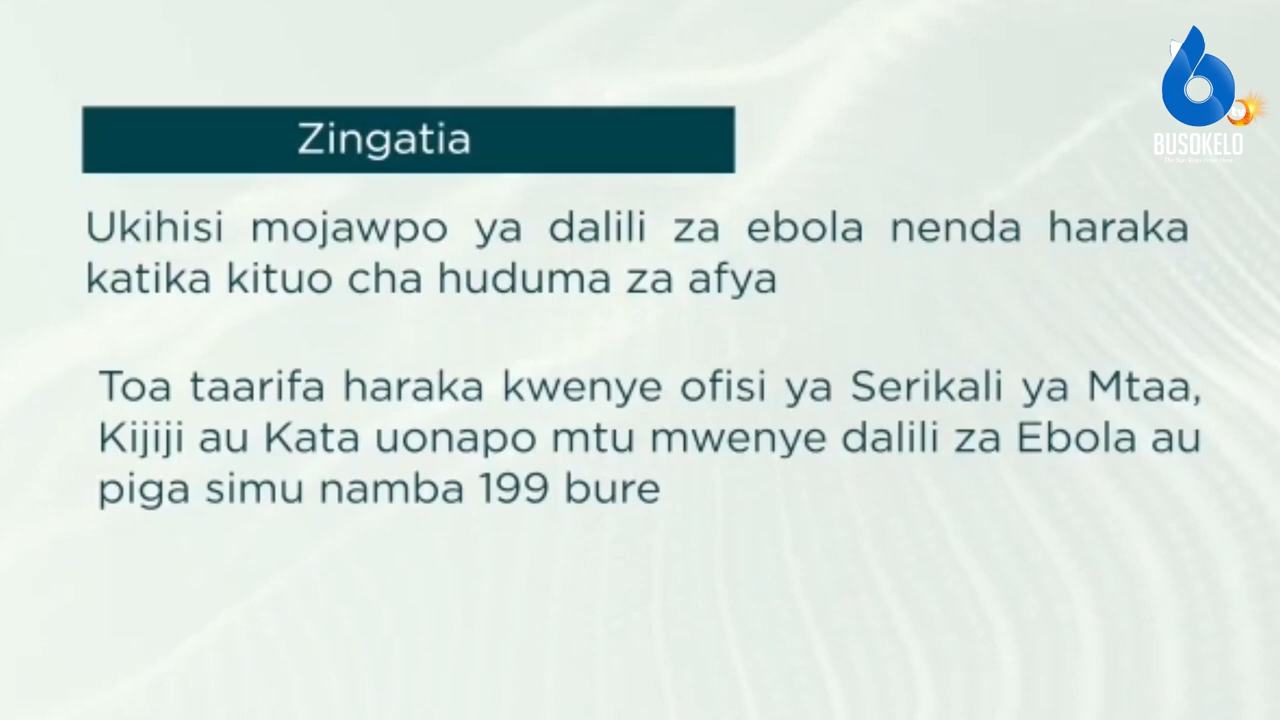 BUSOKELO
Zingatia
Ukihisi mojawpo ya dalili za ebola nenda haraka
katika kituo cha huduma za afya
Toa taarifa haraka kwenye ofisi ya Serikali ya Mtaa,
Kijiji au Kata uonapo mtu mwenye dalili za Ebola au
piga simu namba 199 bure